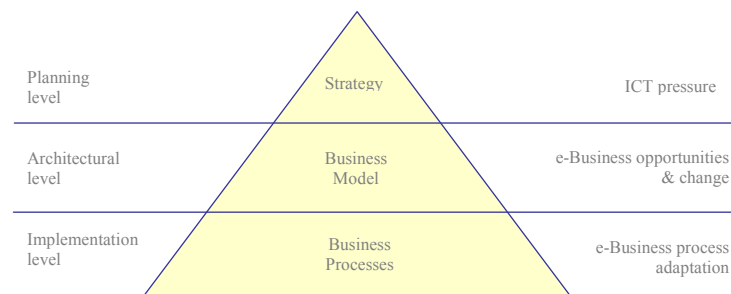 Planning
level
Strategy
ICT pressure
Architectural
level
Business
Model
e-Business opportunities
& change
Implementation
level
Business
Processes
e-Business process
adaptation